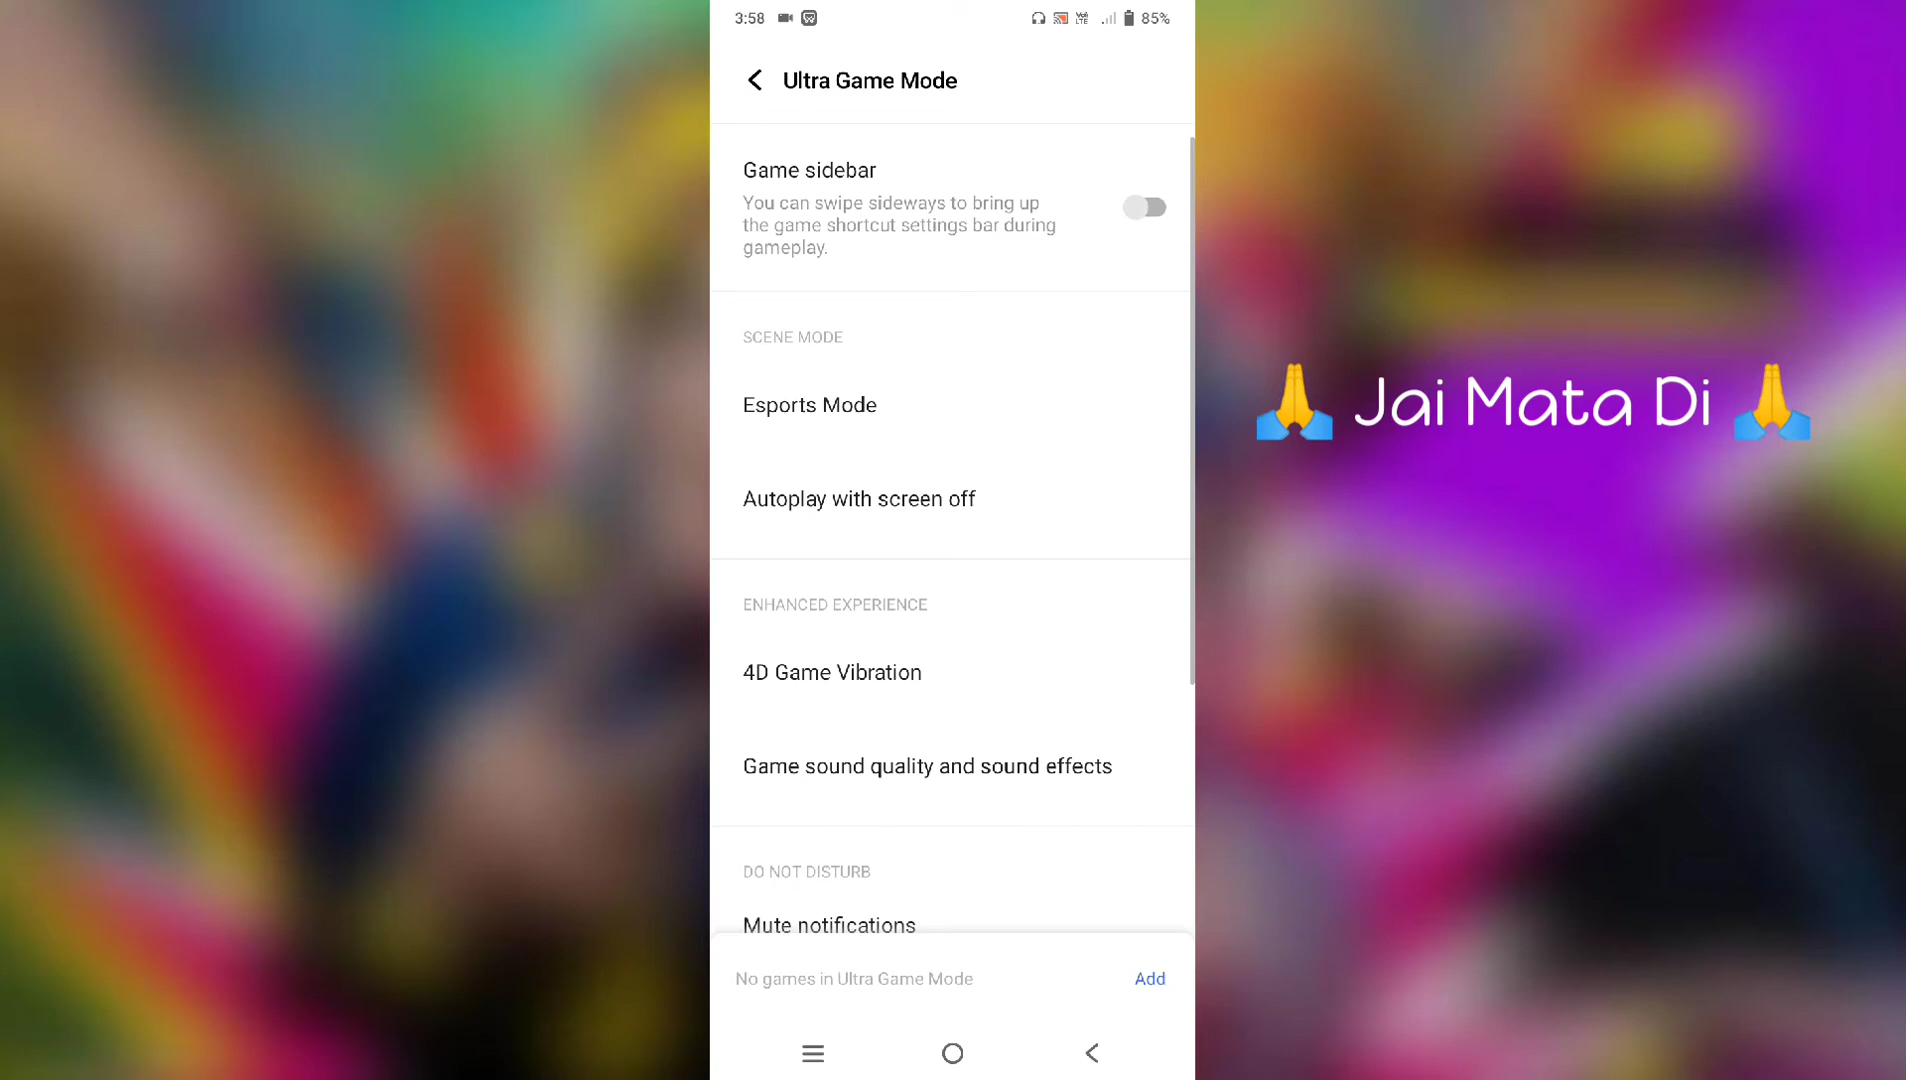 3:58
85%
Ultra Game Mode
Game sidebar
You can swipe sideways to bring up
the game shortcut settings bar during
gameplay.
SCENE MODE
Esports Mode
Autoplay with screen off
ENHANCED EXPERIENCE
4D Game Vibration
Game sound quality and sound effects
DO NOT DISTURB
Mute notifications
No games in Ultra Game Mode
Add
🙏 Jai Mata Di 🙏